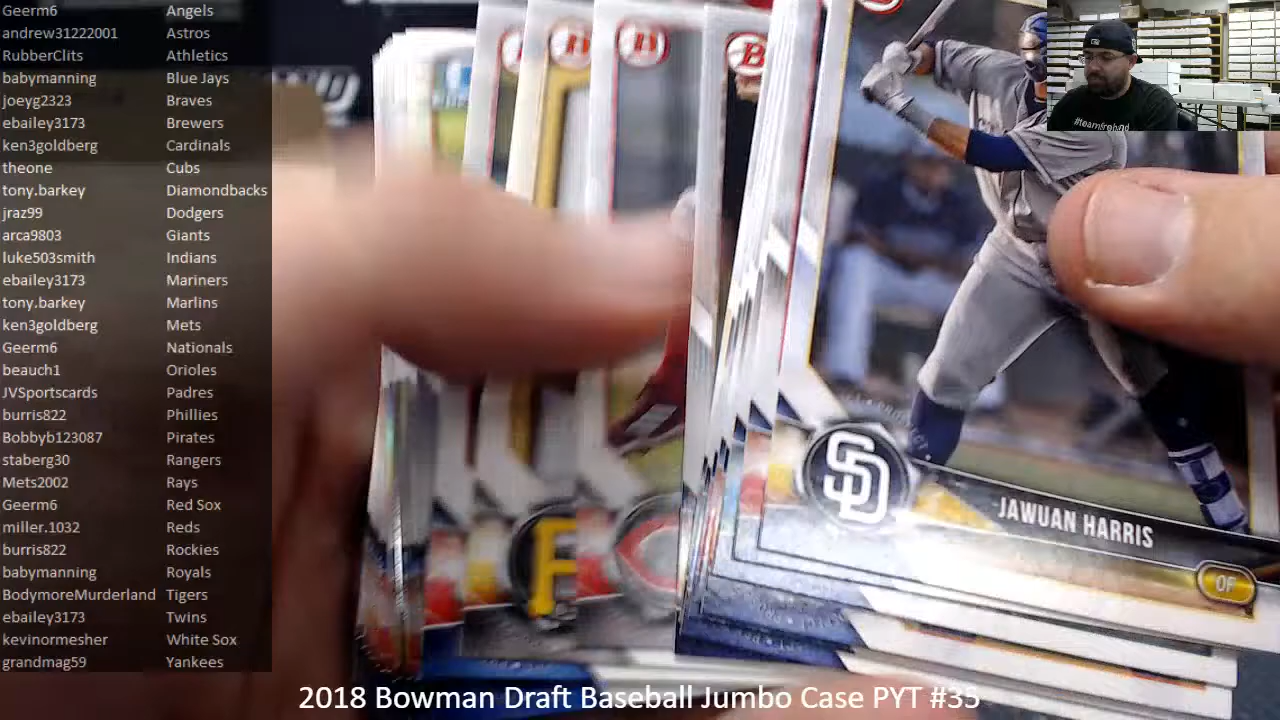 Geerm6 Angels
andrew31222001 Astros
RubberClits Athletics
babymanning Blue Jays
joeyg2323 Braves
ebailey3173 Brewers
ken3goldberg Cardinals
theone Cubs
tony.barkey Diamondbacks
jraz99 Dodgers
arca9803 Giants
luke503smith Indians
ebailey3173 Mariners
tony.barkey Marlins
ken3goldberg Mets
Geerm6 Nationals
beauch1 Orioles
JVSportscards Padres
burris822 Phillies
Bobbyb123087 Pirates
staberg30 Rangers
Mets2002 Rays
Geerm6 Red Sox
miller.1032 Reds
burris822 Rockies
babymanning Royals
BodymoreMurderland Tigers
ebailey3173 Twins
kevinormesher White Sox
grandmag59 Yankees
B
SD
JAWUAN HARRIS
OF
2018 Bowman Draft Baseball Jumbo Case PYT #35